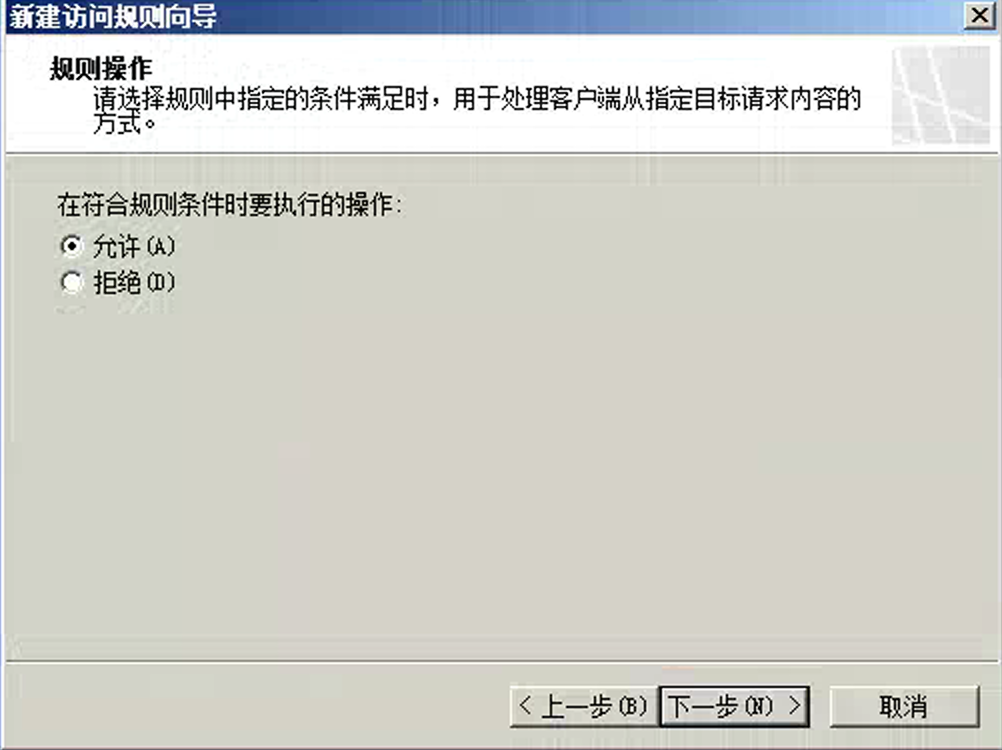 新建访问规则向导
规则操作
请选择规则中指定的条件满足时，用于处理客户端从指定目标请求内容的
方式。
在符合规则条件时要执行的操作:
允许(A)
拒绝(D)
< 上一步(B) 下一步(N) > 取消